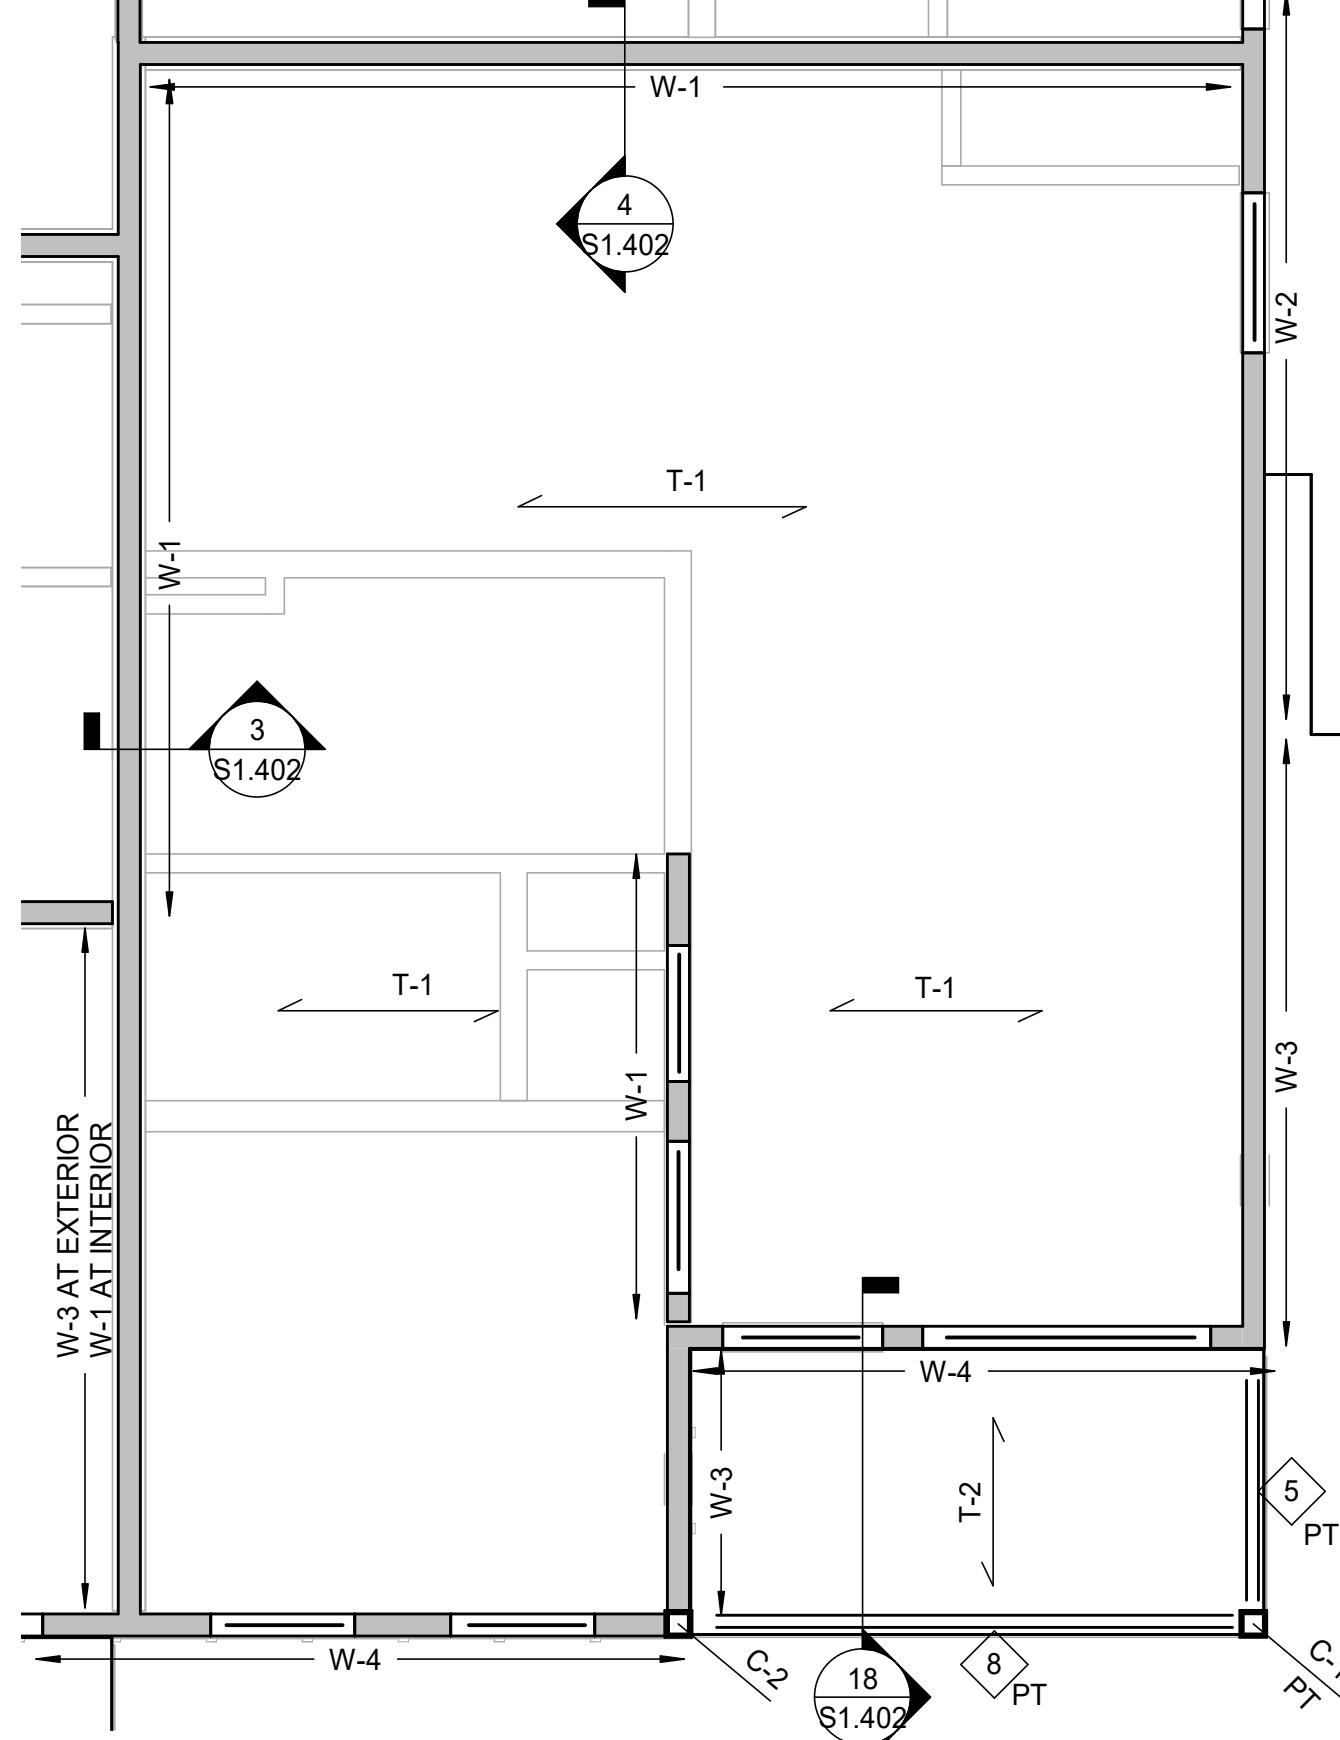 W-1
4
S1.402
W-2
T-1
W-1
3
S1.402
T-1
T-1
W-1
W-3
W-3 AT EXTERIOR
W-1 AT INTERIOR
W-4
W-3
T-2
5
PT
W-4
C-2
18
S1.402
8
PT
C-1
PT